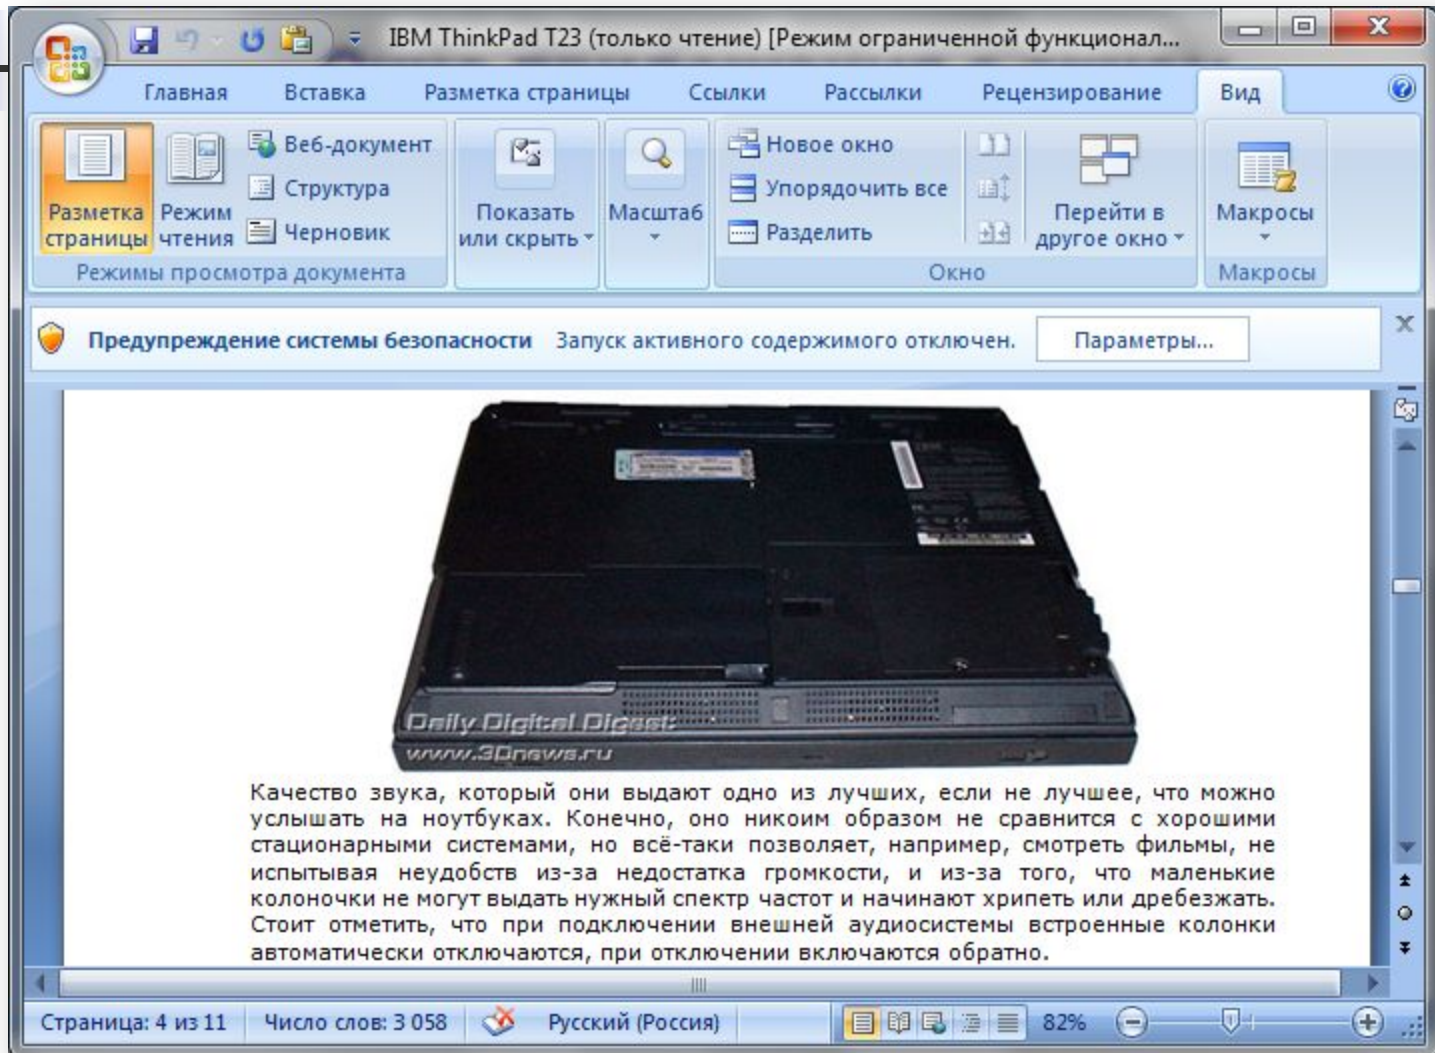 IBM ThinkPad T23 (только чтение) [Режим ограниченной функционал...
Главная Вставка Разметка страницы Ссылки Рассылки Рецензирование Вид
Разметка страницы
Режим чтения
Веб-документ
Структура
Черновик
Режимы просмотра документа
Показать или скрыть
Масштаб
Новое окно
Упорядочить все
Разделить
Перейти в другое окно
Окно
Макросы
Макросы
Предупреждение системы безопасности Запуск активного содержимого отключен. Параметры...
Daily Digital Digest:
www.3Dnews.ru
Качество звука, который они выдают одно из лучших, если не лучшее, что можно
услышать на ноутбуках. Конечно, оно никоим образом не сравнится с хорошими
стационарными системами, но всё-таки позволяет, например, смотреть фильмы, не
испытывая неудобств из-за недостатка громкости, и из-за того, что маленькие
колоночки не могут выдать нужный спектр частот и начинают хрипеть или дребезжать.
Стоит отметить, что при подключении внешней аудиосистемы встроенные колонки
автоматически отключаются, при отключении включаются обратно.
Страница: 4 из 11 Число слов: 3 058 Русский (Россия) 82%